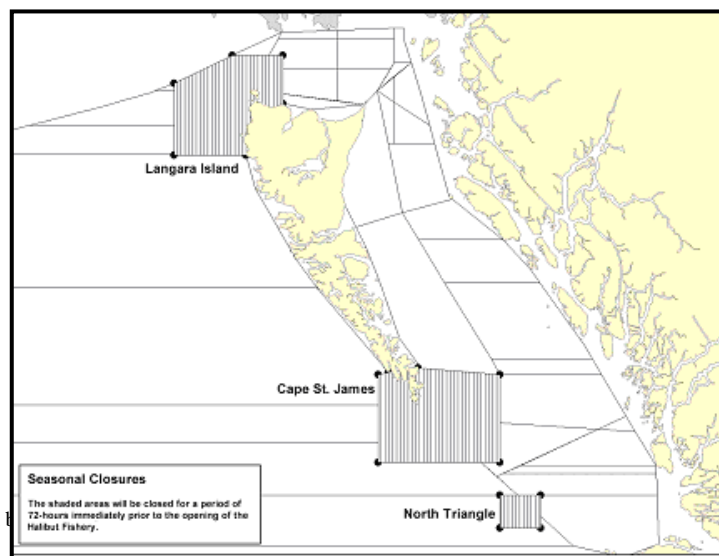 Langara Island
Cape St. James
Seasonal Closures
The shaded areas will be closed for a period of
72-hours immediately prior to the opening of the
Halibut Fishery.
North Triangle